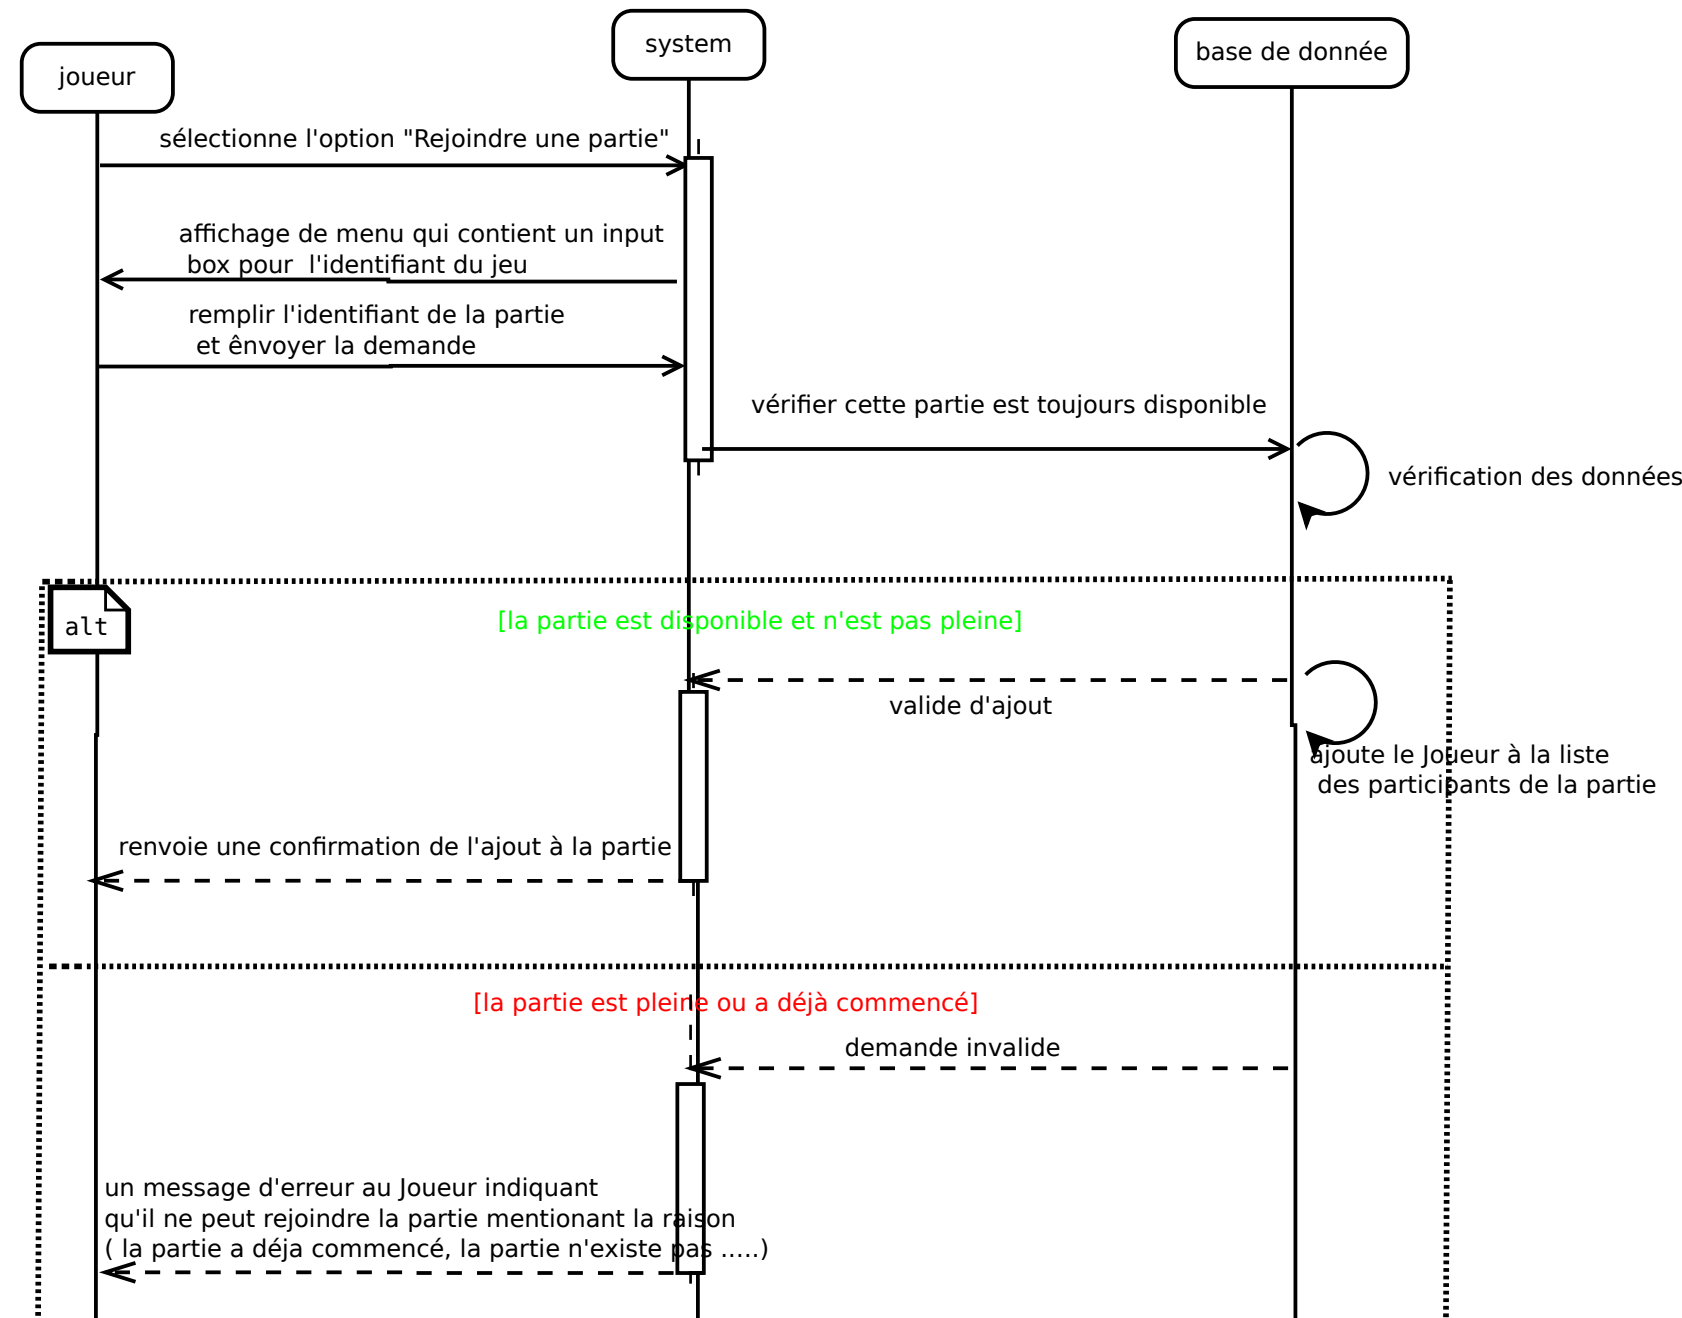 joueur
system
base de donnée
sélectionne l'option "Rejoindre une partie"
affichage de menu qui contient un input
box pour l'identifiant du jeu
remplir l'identifiant de la partie
et ênvoyer la demande
vérifier cette partie est toujours disponible
vérification des données
alt
[la partie est disponible et n'est pas pleine]
valide d'ajout
ajoute le Joueur à la liste
des participants de la partie
renvoie une confirmation de l'ajout à la partie
[la partie est pleine ou a déjà commencé]
demande invalide
un message d'erreur au Joueur indiquant
qu'il ne peut rejoindre la partie mentionant la raison
( la partie a déja commencé, la partie n'existe pas .....)